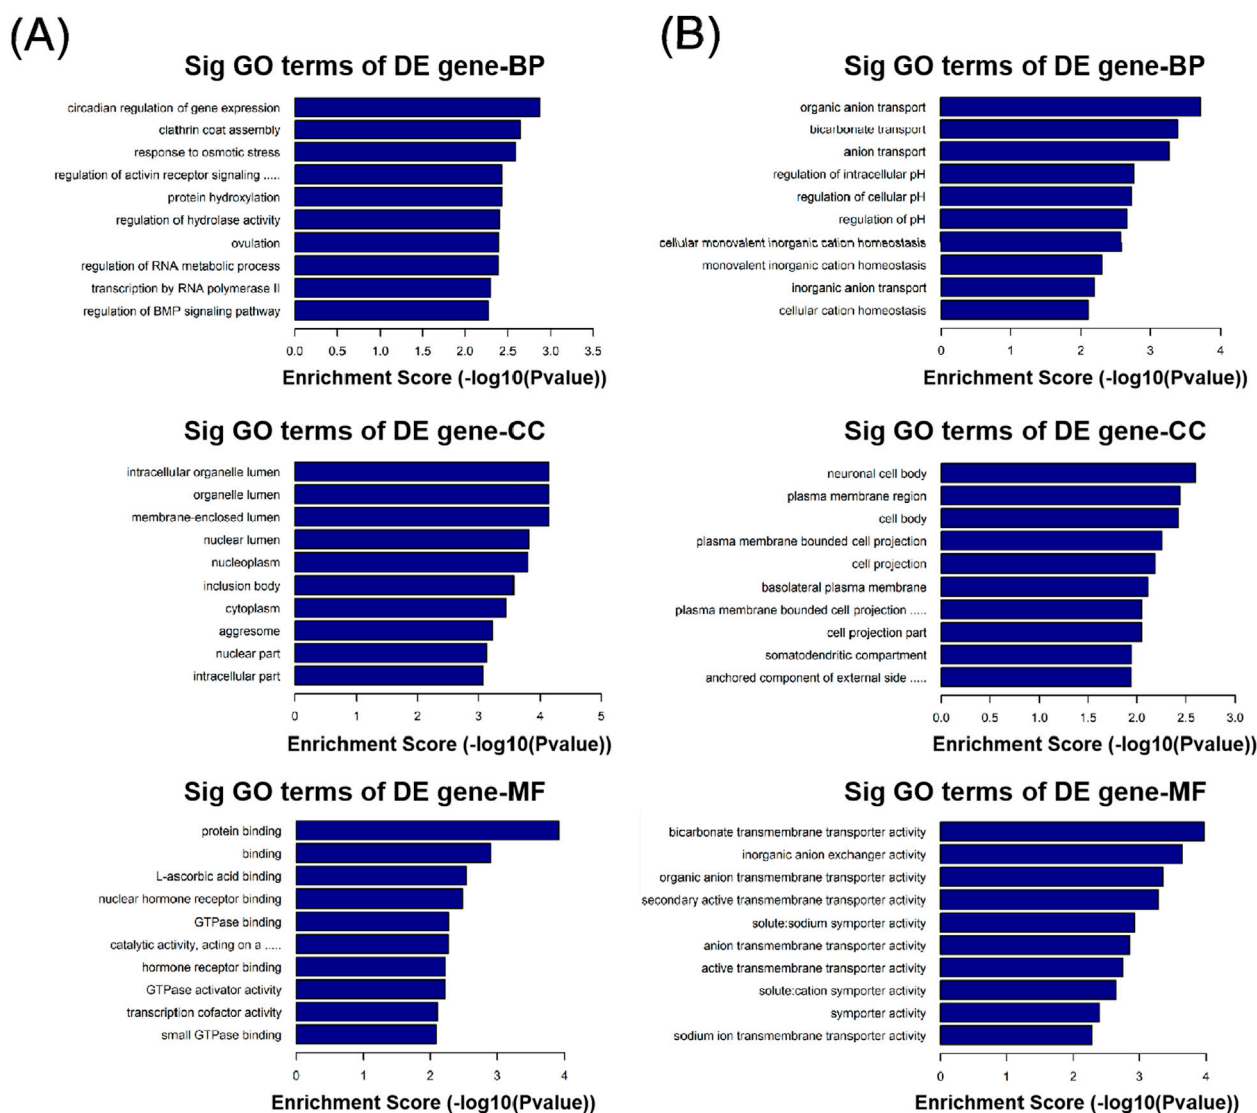 (A)
Sig GO terms of DE gene-BP
circadian regulation of gene expression
clathrin coat assembly
response to osmotic stress
regulation of activin receptor signaling .....
protein hydroxylation
regulation of hydrolase activity
ovulation
regulation of RNA metabolic process
transcription by RNA polymerase II
regulation of BMP signaling pathway
0.0 0.5 1.0 1.5 2.0 2.5 3.0 3.5
Enrichment Score (-log10(Pvalue))
Sig GO terms of DE gene-CC
intracellular organelle lumen
organelle lumen
membrane-enclosed lumen
nuclear lumen
nucleoplasm
inclusion body
cytoplasm
aggresome
nuclear part
intracellular part
0 1 2 3 4 5
Enrichment Score (-log10(Pvalue))
Sig GO terms of DE gene-MF
protein binding
binding
L-ascorbic acid binding
nuclear hormone receptor binding
GTPase binding
catalytic activity, acting on a .....
hormone receptor binding
GTPase activator activity
transcription cofactor activity
small GTPase binding
0 1 2 3 4
Enrichment Score (-log10(Pvalue))
(B)
Sig GO terms of DE gene-BP
organic anion transport
bicarbonate transport
anion transport
regulation of intracellular pH
regulation of cellular pH
regulation of pH
cellular monovalent inorganic cation homeostasis
monovalent inorganic cation homeostasis
inorganic anion transport
cellular cation homeostasis
0 1 2 3 4
Enrichment Score (-log10(Pvalue))
Sig GO terms of DE gene-CC
neuronal cell body
plasma membrane region
cell body
plasma membrane bounded cell projection
cell projection
basolateral plasma membrane
plasma membrane bounded cell projection .....
cell projection part
somatodendritic compartment
anchored component of external side .....
0.0 0.5 1.0 1.5 2.0 2.5 3.0
Enrichment Score (-log10(Pvalue))
Sig GO terms of DE gene-MF
bicarbonate transmembrane transporter activity
inorganic anion exchanger activity
organic anion transmembrane transporter activity
secondary active transmembrane transporter activity
solute:sodium symporter activity
anion transmembrane transporter activity
active transmembrane transporter activity
solute:cation symporter activity
symporter activity
sodium ion transmembrane transporter activity
0 1 2 3 4
Enrichment Score (-log10(Pvalue))